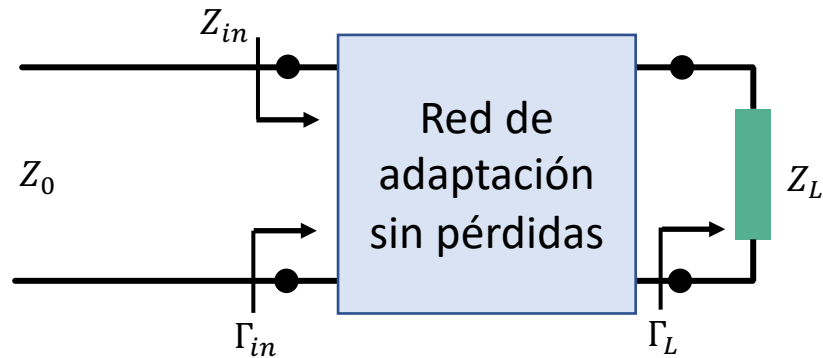 Z_in
Z_0
Red de
adaptación
sin pérdidas
Z_L
Γ_in
Γ_L